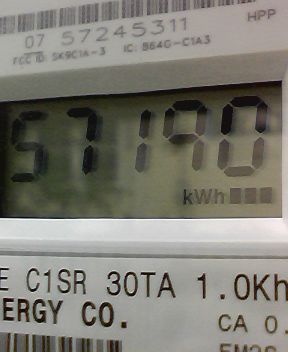 HPP
07 57245311
FCC ID: SK9C1A-3 IC: 864G-C1A3
57190
kWh
E C1SR 30TA 1.0Kh
ERGY CO.
CA 0.